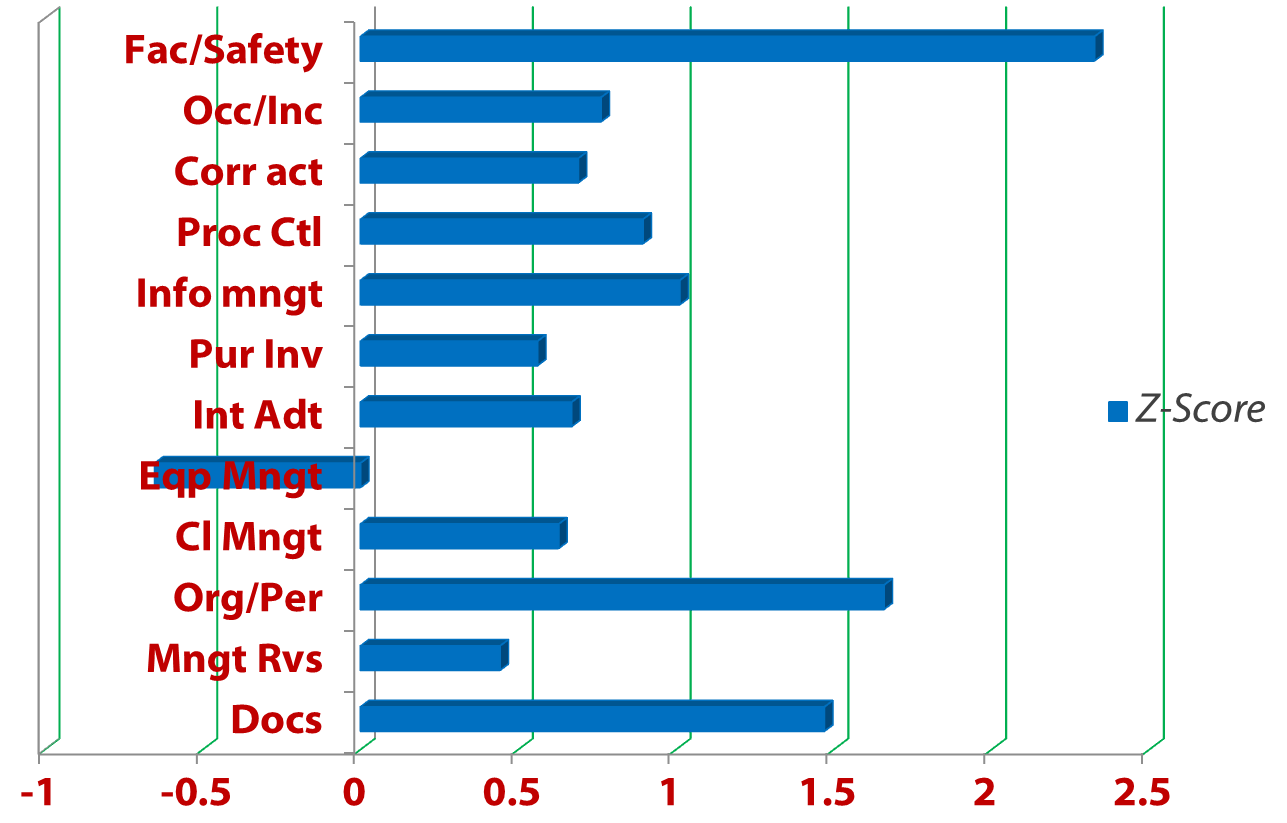 Fac/Safety
Occ/Inc
Corr act
Proc Ctl
Info mngt
Pur Inv
Int Adt
Z-Score
Eqp Mngt
Cl Mngt
Org/Per
Mngt Rvs
Docs
-1 -0.5 0 0.5 1 1.5 2 2.5